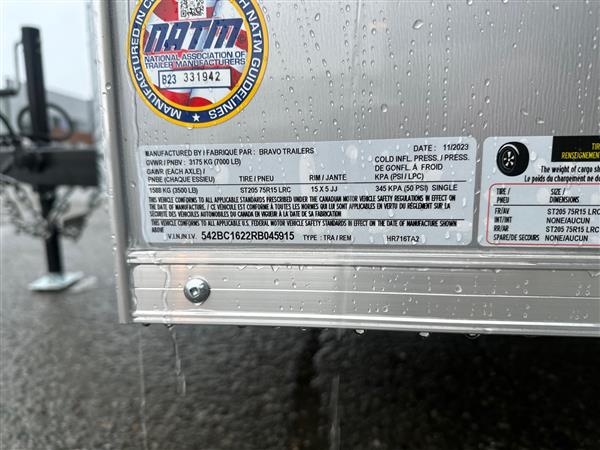 MANUFACTURED IN
WITH NATM GUIDELINES
NATM
NATIONAL ASSOCIATION OF
TRAILER MANUFACTURERS
B23 331942
MANUFACTURED BY / FABRIQUE PAR : BRAVO TRAILERS
DATE : 11/2023
GVWR / PNBV : 3175 KG (7000 LB)
COLD INFL. PRESS. / PRESS.
GAWR (EACH AXLE) /
DE GONFL. À FROID
PNBE (CHAQUE ESSIEU)
TIRE / PNEU
RIM / JANTE
KPA (PSI / LPC)
1588 KG (3500 LB)
ST205 75R15 LRC
15 X 5 JJ
345 KPA (50 PSI) SINGLE
THIS VEHICLE CONFORMS TO ALL APPLICABLE STANDARDS PRESCRIBED UNDER THE CANADIAN MOTOR VEHICLE SAFETY REGULATIONS IN EFFECT ON
THE DATE OF MANUFACTURE / CE VÉHICULE EST CONFORME À TOUTES LES NORMES QUI LUI SONT APPLICABLES EN VERTU DU RÈGLEMENT SUR LA
SÉCURITÉ DES VÉHICULES AUTOMOBILES DU CANADA EN VIGUEUR À LA DATE DE SA FABRICATION
THIS VEHICLE CONFORMS TO ALL APPLICABLE U.S. FEDERAL MOTOR VEHICLE SAFETY STANDARDS IN EFFECT ON THE DATE OF MANUFACTURE
SHOWN ABOVE.
V.I.N./N.I.V. 542BC1622RB045915 TYPE : TRA / REM HR716TA2
TIR
RENSEIGNEMENT
The weight of cargo sh
Le poids du charge
TIRE / PNEU
SIZE / DIMENSIONS
FR/AV ST205 75R15 LRC
INT/INT NONE/AUCUN
RR/AR ST205 75R15 LRC
SPARE/DE SECOURS NONE/AUCUN